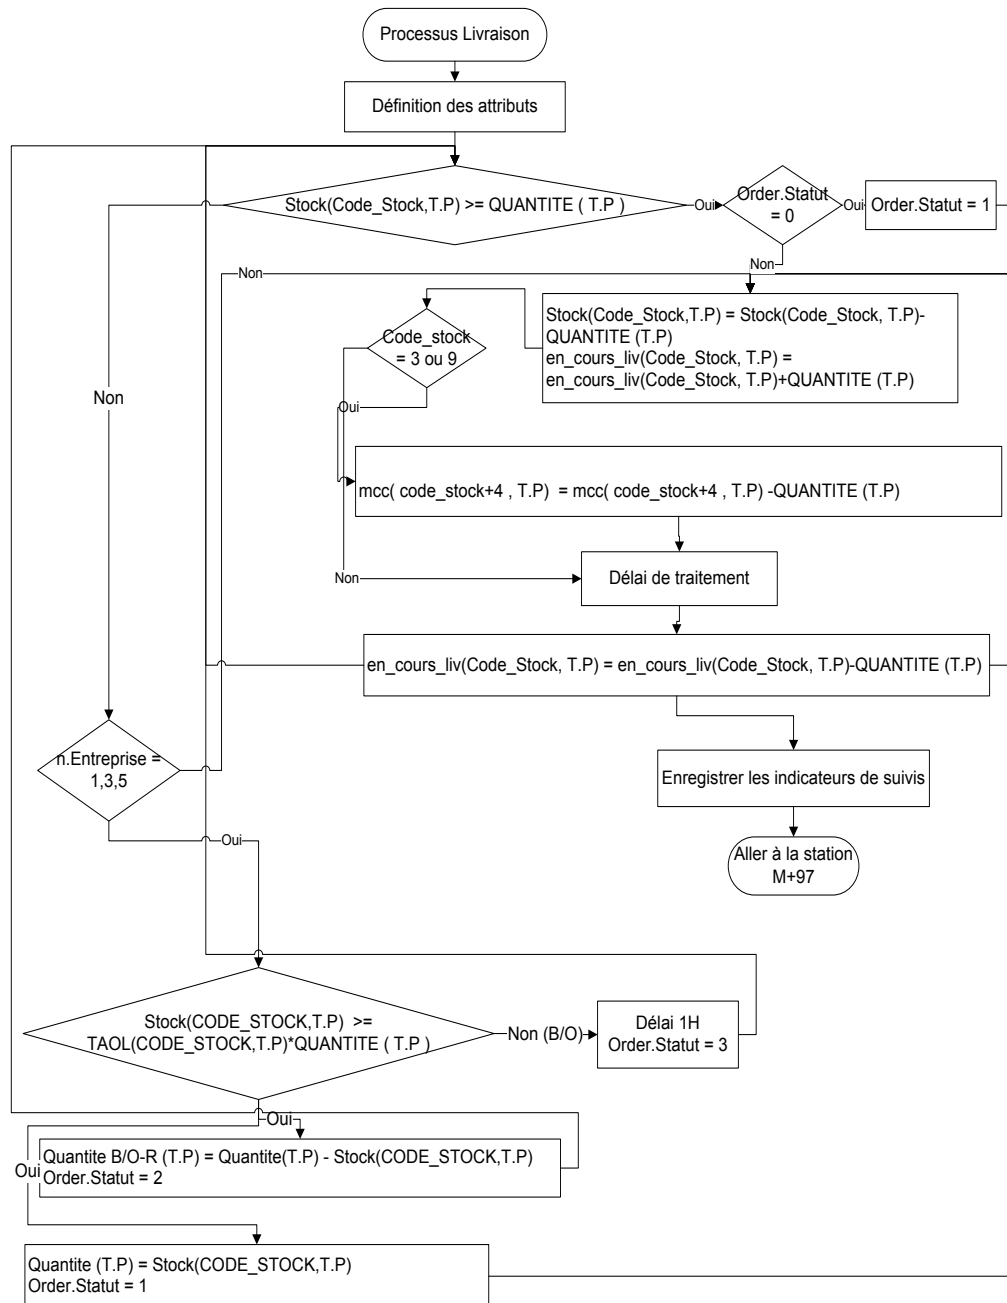 Processus Livraison
Définition des attributs
Stock(Code_Stock,T.P) >= QUANTITE ( T.P )
Oui
Order.Statut
= 0
Oui
Order.Statut = 1
Non
Non
Stock(Code_Stock,T.P) = Stock(Code_Stock, T.P)-
QUANTITE (T.P)
en_cours_liv(Code_Stock, T.P) =
en_cours_liv(Code_Stock, T.P)+QUANTITE (T.P)
Code_stock
= 3 ou 9
Non
Oui
mcc( code_stock+4 , T.P) = mcc( code_stock+4 , T.P) -QUANTITE (T.P)
Non
Délai de traitement
en_cours_liv(Code_Stock, T.P) = en_cours_liv(Code_Stock, T.P)-QUANTITE (T.P)
n.Entreprise =
1,3,5
Enregistrer les indicateurs de suivis
Oui
Aller à la station
M+97
Stock(CODE_STOCK,T.P) >=
TAOL(CODE_STOCK,T.P)*QUANTITE ( T.P )
Non (B/O)
Délai 1H
Order.Statut = 3
Oui
Quantite B/O-R (T.P) = Quantite(T.P) - Stock(CODE_STOCK,T.P)
Order.Statut = 2
Oui
Quantite (T.P) = Stock(CODE_STOCK,T.P)
Order.Statut = 1